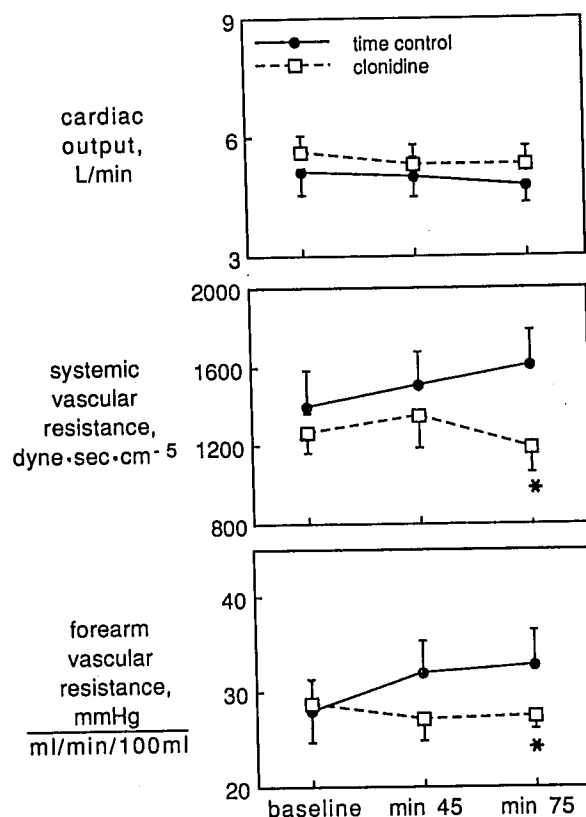 9
time control
clonidine
cardiac
output,
L/min
6
3
2000
1600
systemic
vascular
resistance,
dyne•sec•cm-5
1200
*
800
40
forearm
vascular
resistance,
mmHg
ml/min/100ml
30
*
20
baseline min 45 min 75